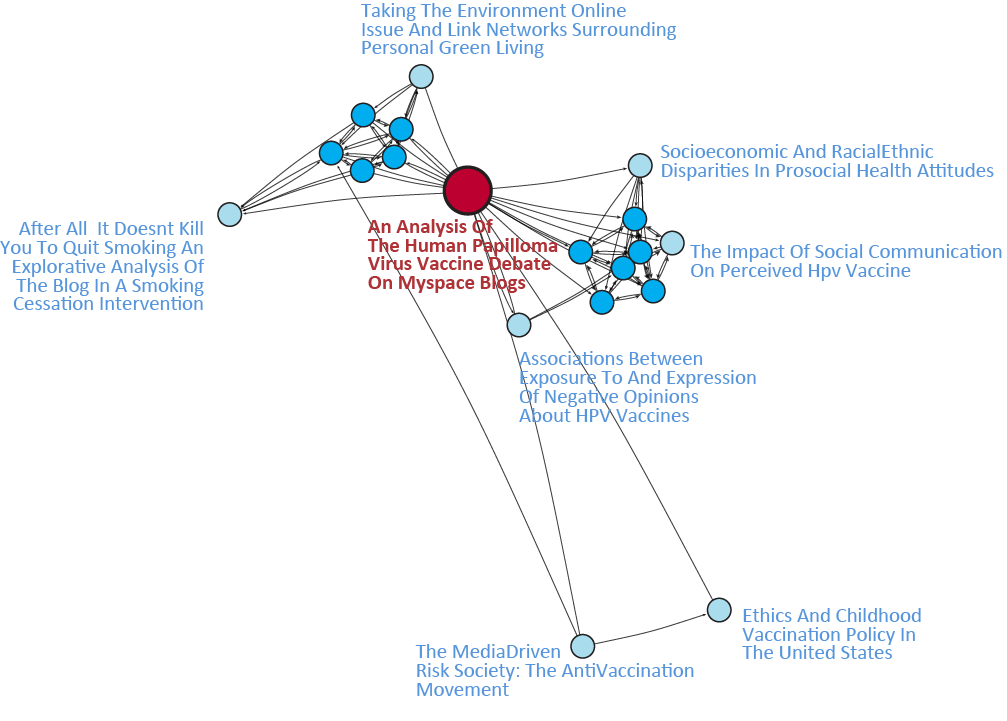 Taking The Environment Online
Issue And Link Networks Surrounding
Personal Green Living
Socioeconomic And RacialEthnic
Disparities In Prosocial Health Attitudes
After All  It Doesnt Kill
You To Quit Smoking An
Explorative Analysis Of
The Blog In A Smoking
Cessation Intervention
An Analysis Of
The Human Papilloma
Virus Vaccine Debate
On Myspace Blogs
The Impact Of Social Communication
On Perceived Hpv Vaccine
Associations Between
Exposure To And Expression
Of Negative Opinions
About HPV Vaccines
Ethics And Childhood
Vaccination Policy In
The United States
The MediaDriven
Risk Society: The AntiVaccination
Movement